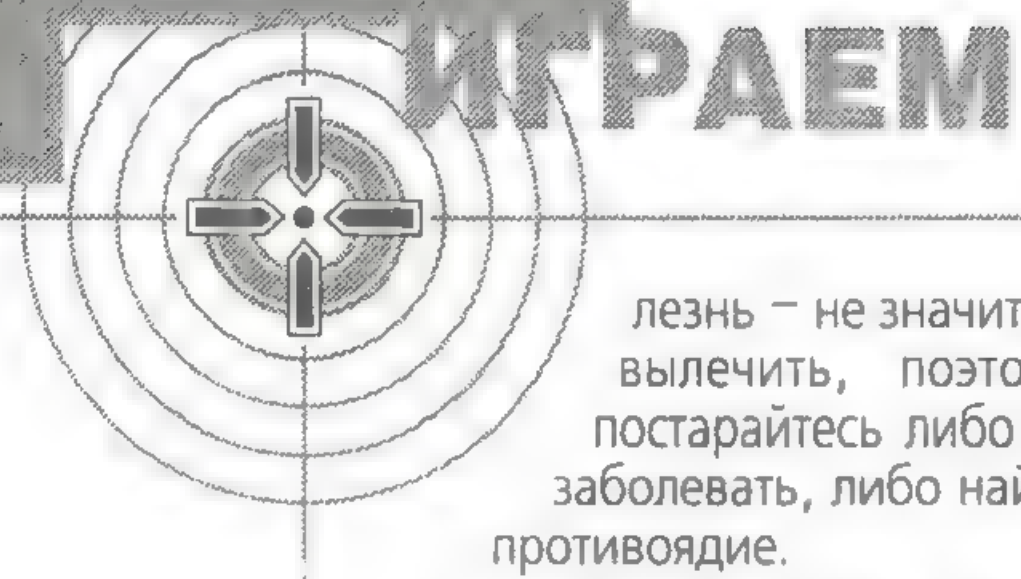 ИГРАЕМ
лезнь – не значит
вылечить, поэто
постарайтесь либо
заболевать, либо най
противоядие.